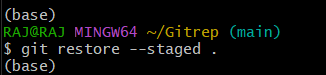 (base)
RAJ@RAJ MINGW64 ~/Gitrep (main)
$ git restore --staged .
(base)